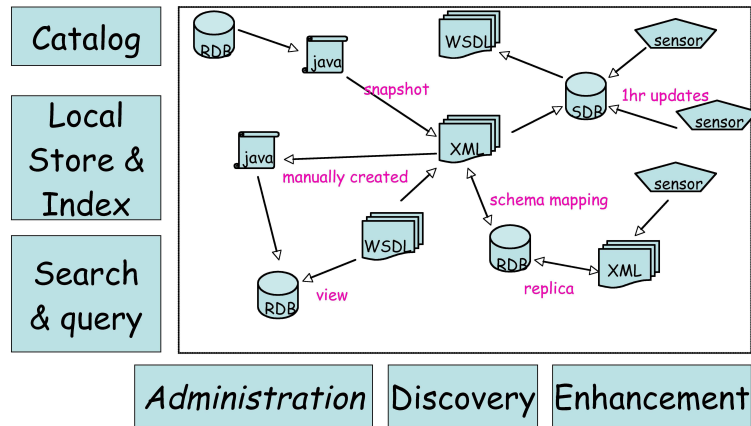 Catalog
Local
Store &
Index
Search
& query
RDB
java
snapshot
WSDL
sensor
1hr updates
SDB
sensor
XML
java
manually created
sensor
schema mapping
WSDL
RDB
XML
replica
RDB
view
Administration
Discovery
Enhancement